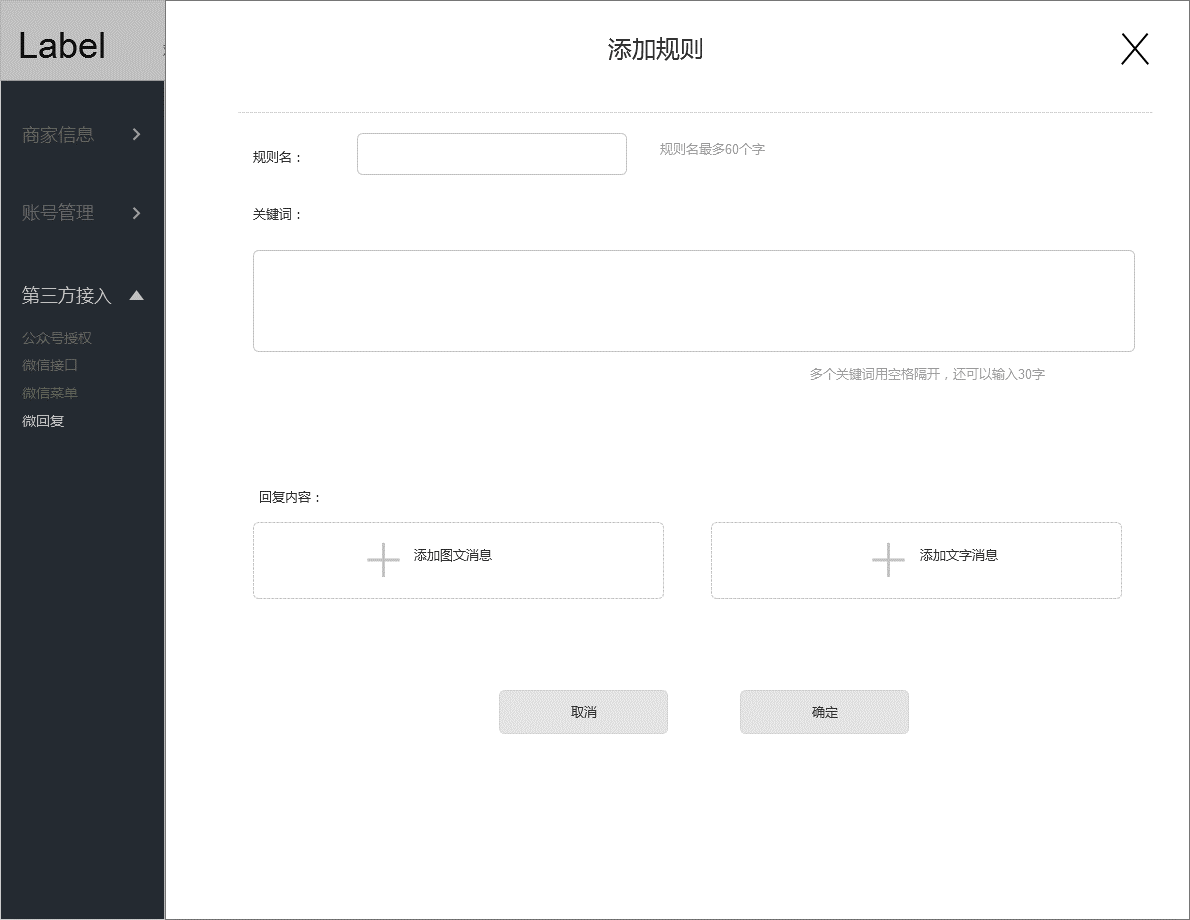 Label
商家信息
账号管理
第三方接入
公众号授权
微信接口
微信菜单
微回复
添加规则
规则名：
规则名最多60个字
关键词：
多个关键词用空格隔开，还可以输入30字
回复内容：
添加图文消息
添加文字消息
取消
确定